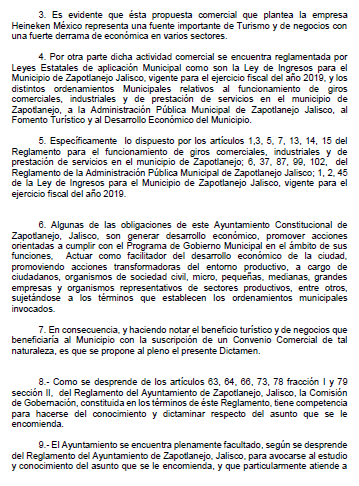 3. Es evidente que ésta propuesta comercial que plantea la empresa
Heineken México representa una fuente importante de Turismo y de negocios con
una fuerte derrama de económica en varios sectores.
4. Por otra parte dicha actividad comercial se encuentra reglamentada por
Leyes Estatales de aplicación Municipal como son la Ley de Ingresos para el
Municipio de Zapotlanejo Jalisco, vigente para el ejercicio fiscal del año 2019, y los
distintos ordenamientos Municipales relativos al funcionamiento de giros
comerciales, industriales y de prestación de servicios en el municipio de
Zapotlanejo, a la Administración Pública Municipal de Zapotlanejo Jalisco, al
Fomento Turístico y al Desarrollo Económico del Municipio.
5. Específicamente lo dispuesto por los artículos 1,3, 5, 7, 13, 14, 15 del
Reglamento para el funcionamiento de giros comerciales, industriales y de
prestación de servicios en el municipio de Zapotlanejo; 6, 37, 87, 99, 102, del
Reglamento de la Administración Pública Municipal de Zapotlanejo Jalisco; 1, 2, 45
de la Ley de Ingresos para el Municipio de Zapotlanejo Jalisco, vigente para el
ejercicio fiscal del año 2019.
6. Algunas de las obligaciones de este Ayuntamiento Constitucional de
Zapotlanejo, Jalisco, son generar desarrollo económico, promover acciones
orientadas a cumplir con el Programa de Gobierno Municipal en el ámbito de sus
funciones, Actuar como facilitador del desarrollo económico de la ciudad,
promoviendo acciones transformadoras del entorno productivo, a cargo de
ciudadanos, organismos de sociedad civil, micro, pequeñas, medianas, grandes
empresas y organismos representativos de sectores productivos, entre otros,
sujetándose a los términos que establecen los ordenamientos municipales
invocados.
7. En consecuencia, y haciendo notar el beneficio turístico y de negocios que
beneficiaría al Municipio con la suscripción de un Convenio Comercial de tal
naturaleza, es que se propone al pleno el presente Dictamen.
8.- Como se desprende de los artículos 63, 64, 66, 73, 78 fracción I y 79
sección II, del Reglamento del Ayuntamiento de Zapotlanejo, Jalisco, la Comisión
de Gobernación, constituida en los términos de éste Reglamento, tiene competencia
para hacerse del conocimiento y dictaminar respecto del asunto que se le
encomienda.
9.- El Ayuntamiento se encuentra plenamente facultado, según se desprende
del Reglamento del Ayuntamiento de Zapotlanejo, Jalisco, para avocarse al estudio
y conocimiento del asunto que se le encomienda, y que particularmente atiende a